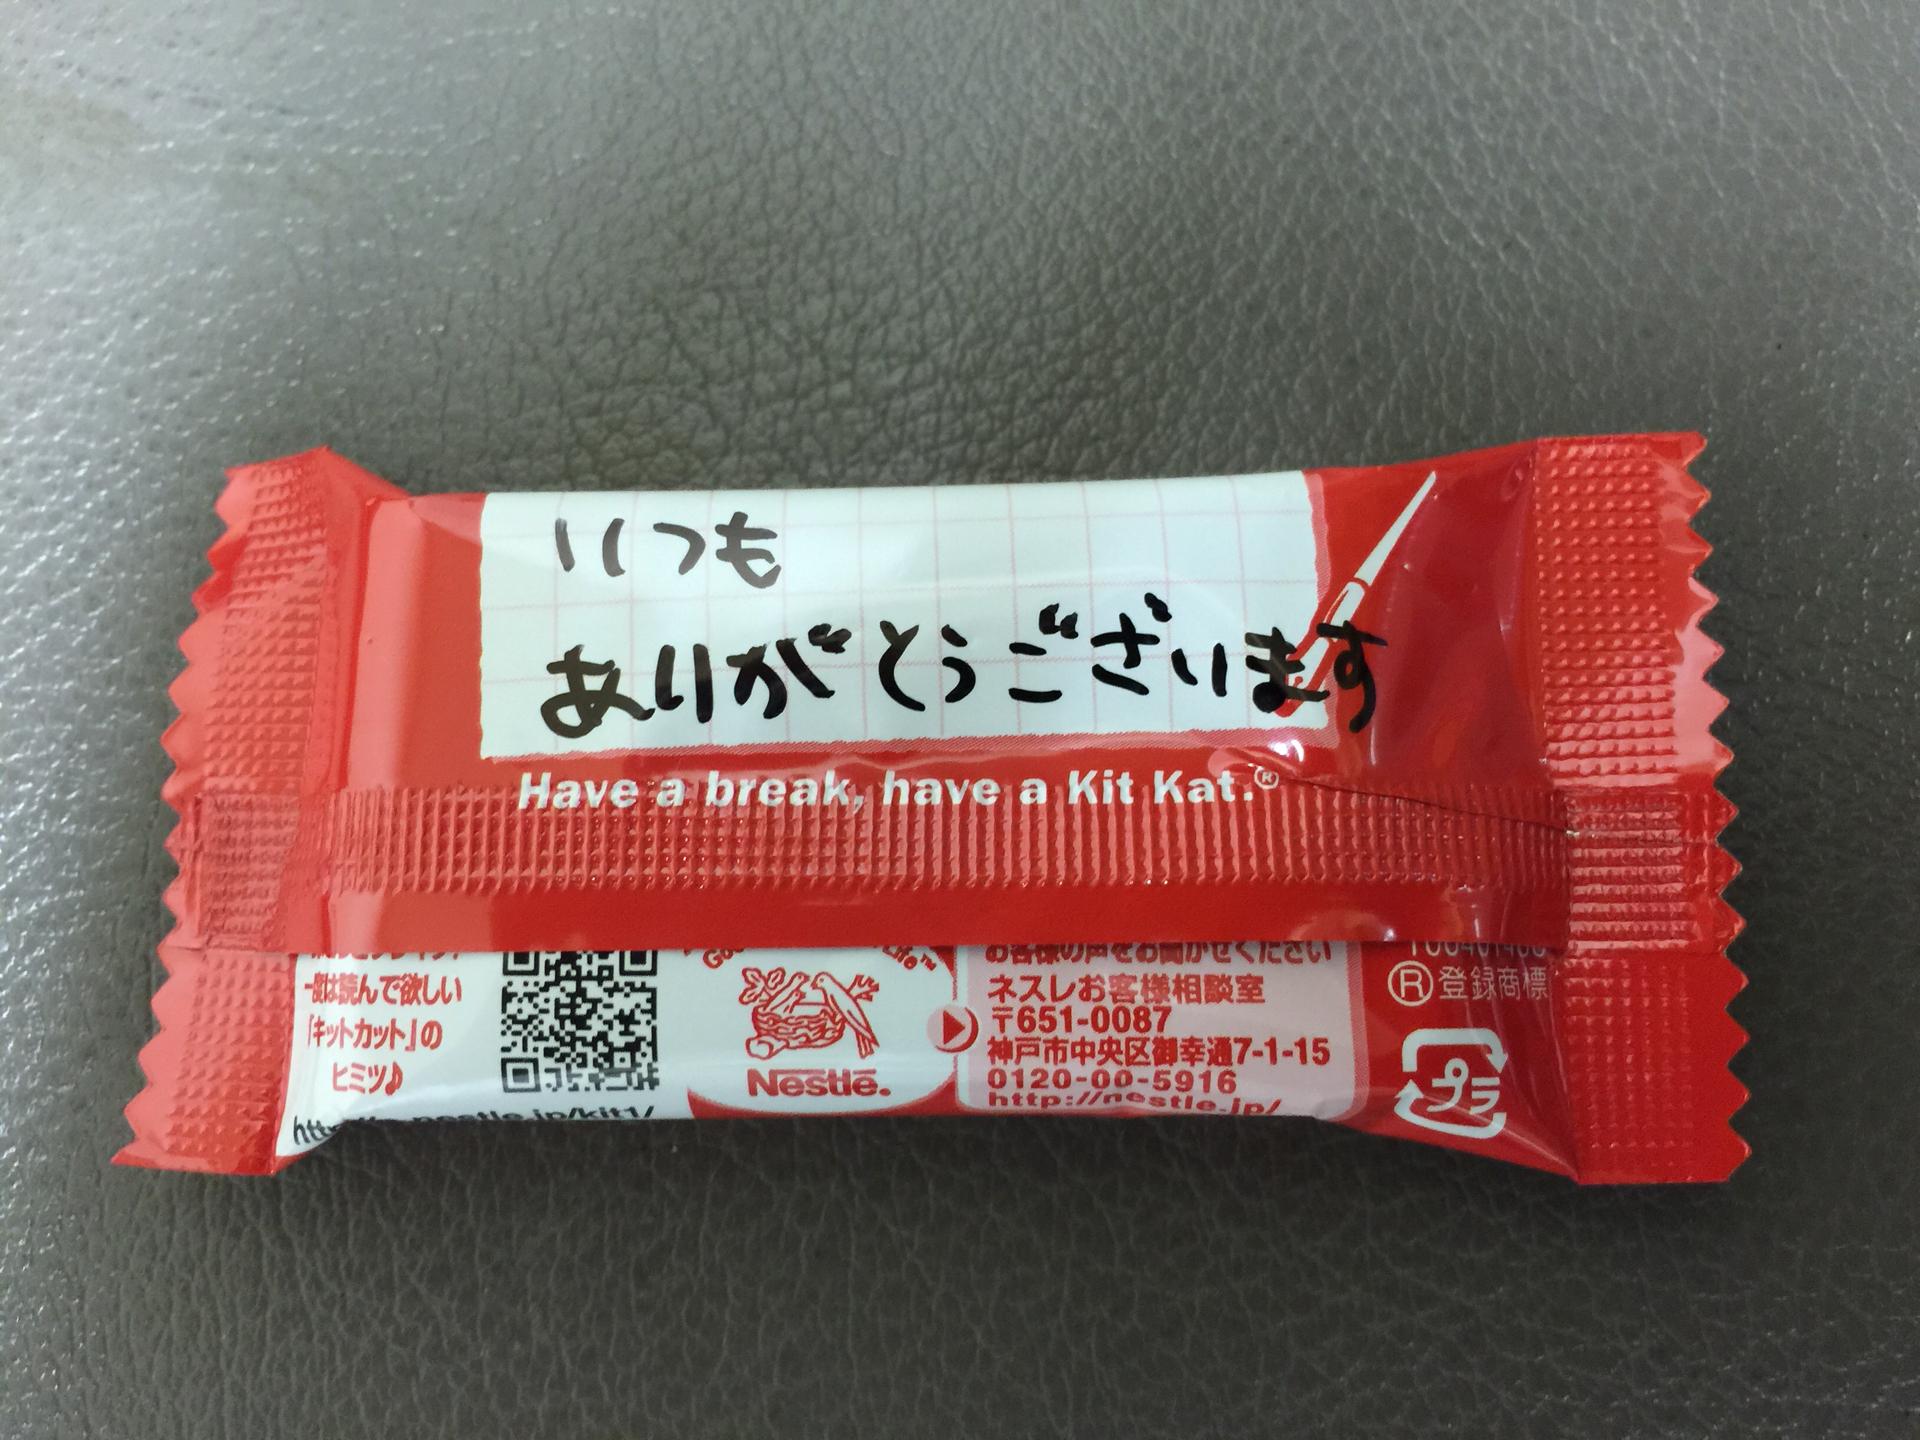 いつも
ありがとうございます
Have a break, have a Kit Kat.®
一度は読んで欲しい
「キットカット」の
ヒミツ♪
nestle.jp/kit1/
Nestlé.
お客様の声をお聞かせください
ネスレお客様相談室
〒651-0087
神戸市中央区御幸通7-1-15
0120-00-5916
http://nestle.jp/
®登録商標
プラ